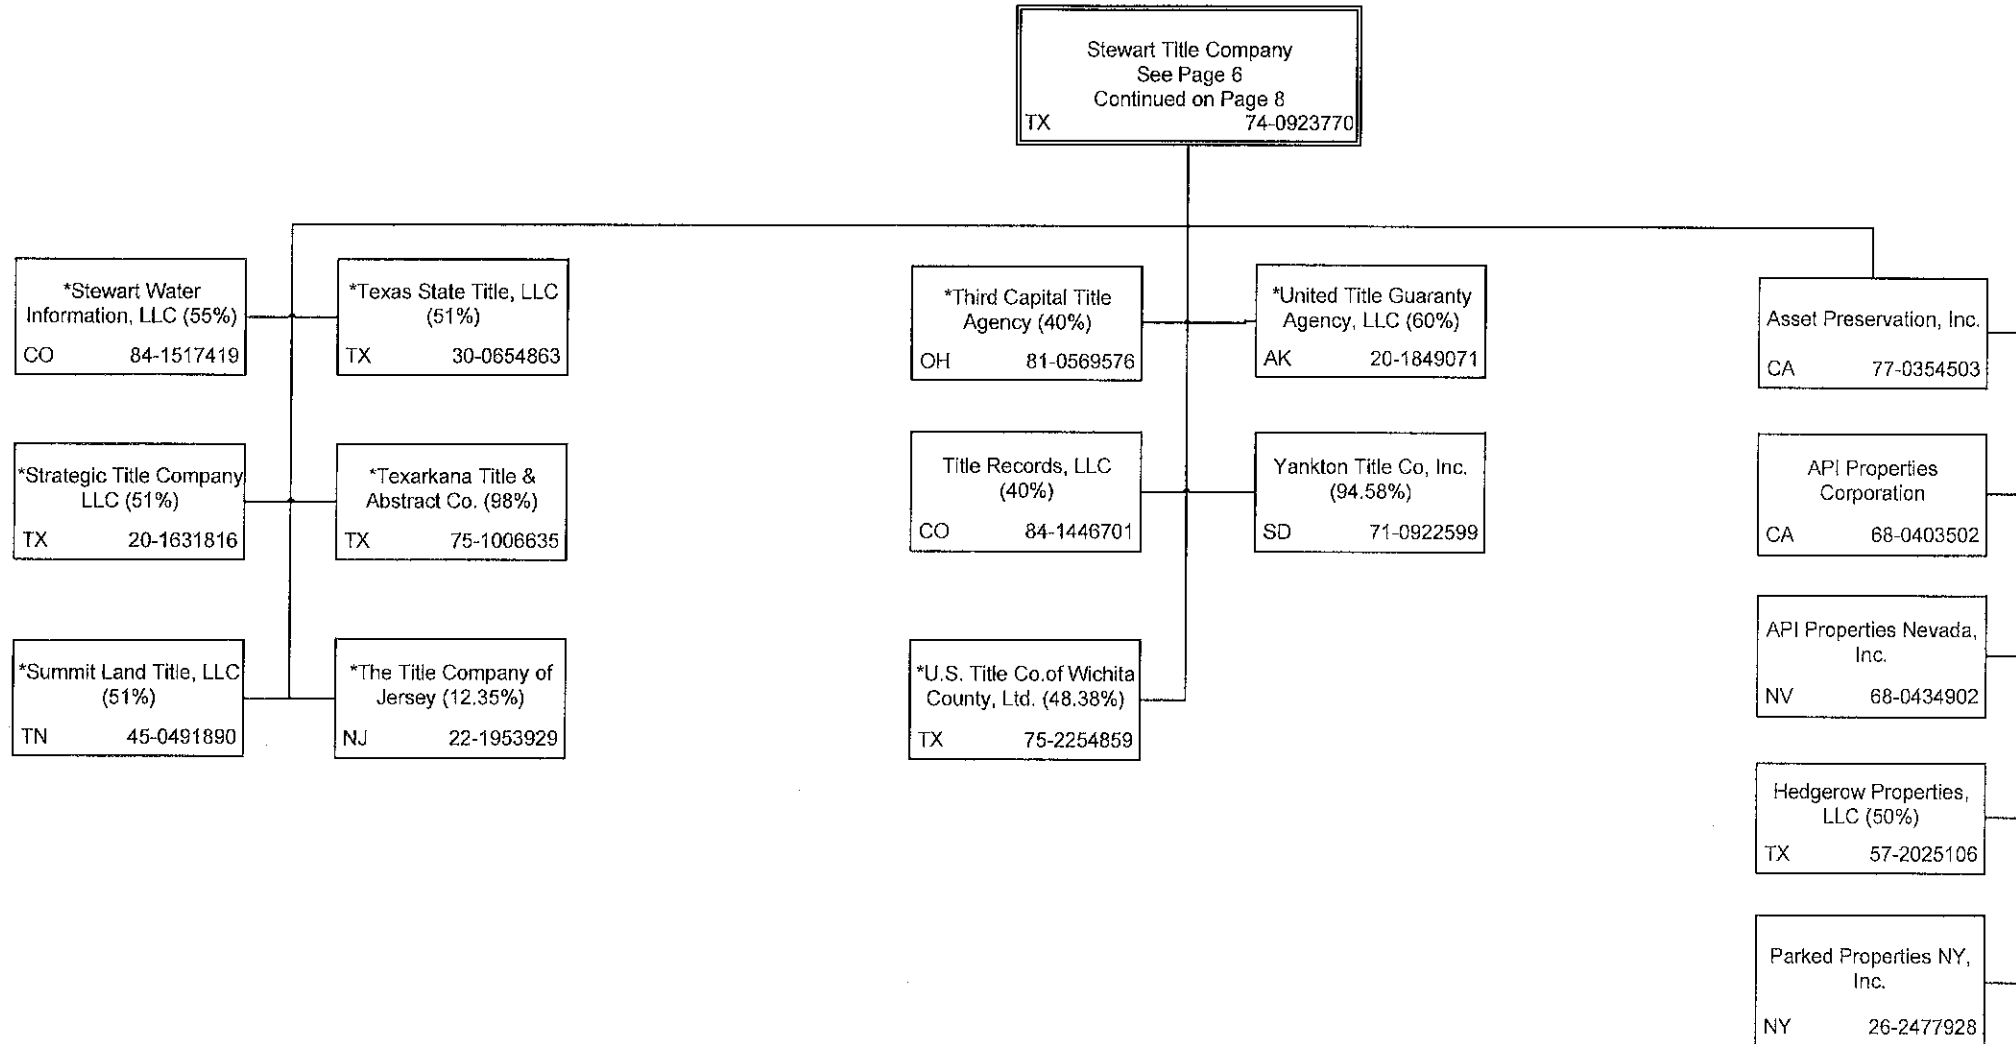 Stewart Title Company
See Page 6
Continued on Page 8
TX 74-0923770
*Stewart Water
Information, LLC (55%)
CO 84-1517419
*Texas State Title, LLC
(51%)
TX 30-0654863
*Third Capital Title
Agency (40%)
OH 81-0569576
*United Title Guaranty
Agency, LLC (60%)
AK 20-1849071
Asset Preservation, Inc.
CA 77-0354503
*Strategic Title Company
LLC (51%)
TX 20-1631816
*Texarkana Title &
Abstract Co. (98%)
TX 75-1006635
Title Records, LLC
(40%)
CO 84-1446701
Yankton Title Co, Inc.
(94.58%)
SD 71-0922599
API Properties
Corporation
CA 68-0403502
API Properties Nevada,
Inc.
NV 68-0434902
*Summit Land Title, LLC
(51%)
TN 45-0491890
*The Title Company of
Jersey (12.35%)
NJ 22-1953929
*U.S. Title Co.of Wichita
County, Ltd. (48.38%)
TX 75-2254859
Hedgerow Properties,
LLC (50%)
TX 57-2025106
Parked Properties NY,
Inc.
NY 26-2477928